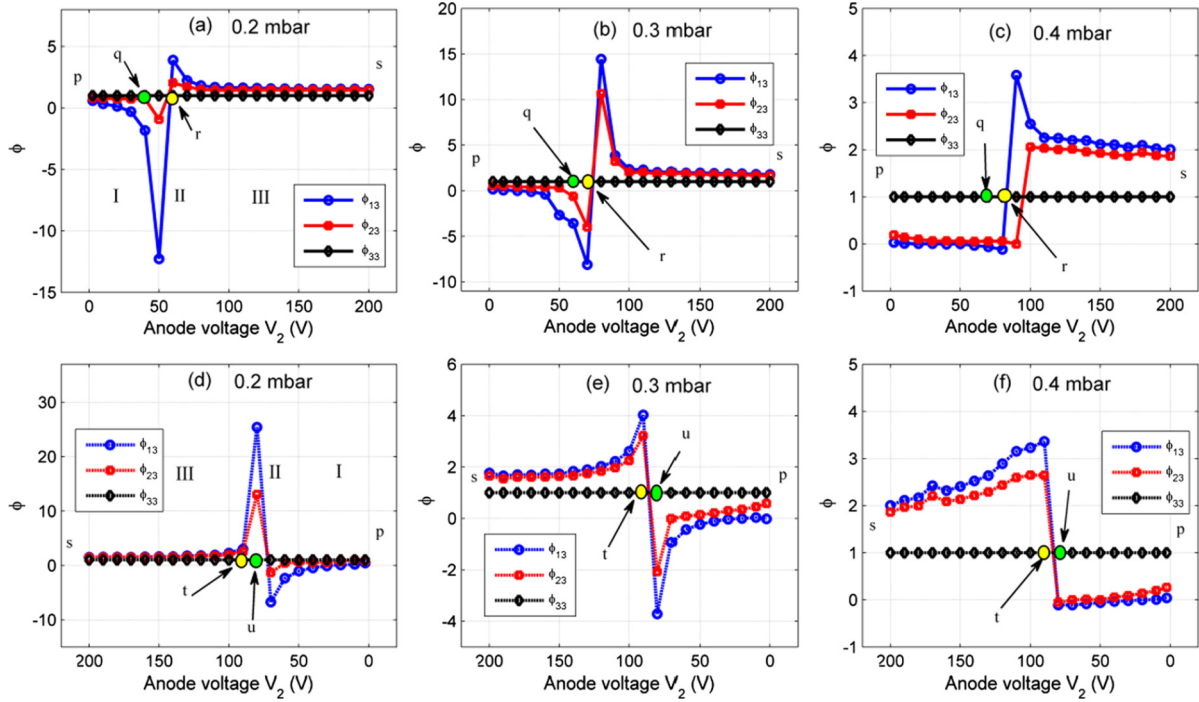 (a) 0.2 mbar
5
0
-5
-10
-15
ϕ
p
q
r
s
I II III
ϕ13
ϕ23
ϕ33
0 50 100 150 200
Anode voltage V2 (V)
(b) 0.3 mbar
20
15
10
5
0
-5
-10
ϕ
p
q
r
s
ϕ13
ϕ23
ϕ33
0 50 100 150 200
Anode voltage V2 (V)
(c) 0.4 mbar
5
4
3
2
1
0
-1
ϕ
p
q
r
s
ϕ13
ϕ23
ϕ33
0 50 100 150 200
Anode voltage V2 (V)
(d) 0.2 mbar
30
20
10
0
-10
ϕ
ϕ13
ϕ23
ϕ33
III II I
s
t
u
p
200 150 100 50 0
Anode voltage V2 (V)
(e) 0.3 mbar
6
4
2
0
-2
-4
ϕ
s
t
u
p
ϕ13
ϕ23
ϕ33
200 150 100 50 0
Anode voltage V2 (V)
(f) 0.4 mbar
5
4
3
2
1
0
-1
ϕ
s
t
u
p
ϕ13
ϕ23
ϕ33
200 150 100 50 0
Anode voltage V2 (V)